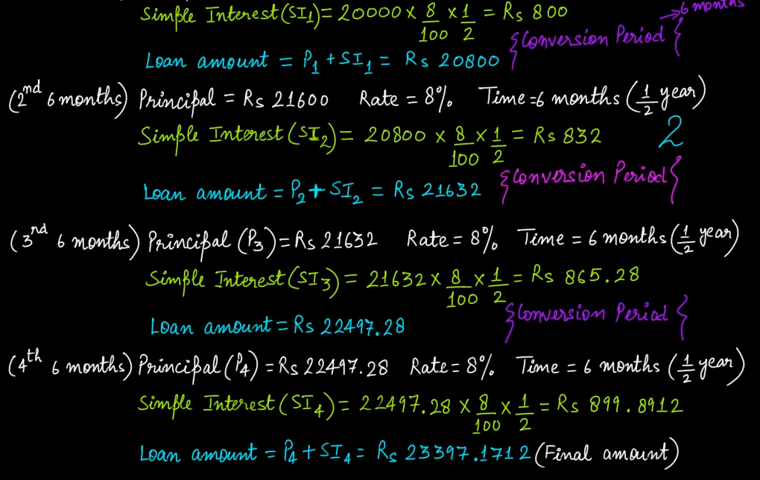 Simple Interest (SI₁) = 20000 × 8/100 × 1/2 = Rs 800 → 6 months
Loan amount = P₁ + SI₁ = Rs 20800 {Conversion Period {
(2nd 6 months) Principal = Rs 21600 Rate = 8% Time = 6 months (1/2 year)
Simple Interest (SI₂) = 20800 × 8/100 × 1/2 = Rs 832 2
Loan amount = P₂ + SI₂ = Rs 21632 {Conversion Period {
(3nd 6 months) Principal (P₃) = Rs 21632 Rate = 8% Time = 6 months (1/2 year)
Simple Interest (SI₃) = 21632 × 8/100 × 1/2 = Rs 865.28
Loan amount = Rs 22497.28 {Conversion Period {
(4th 6 months) Principal (P₄) = Rs 22497.28 Rate = 8% Time = 6 months (1/2 year)
Simple Interest (SI₄) = 22497.28 × 8/100 × 1/2 = Rs 899.8912
Loan amount = P₄ + SI₄ = Rs 23397.1712 (Final amount)